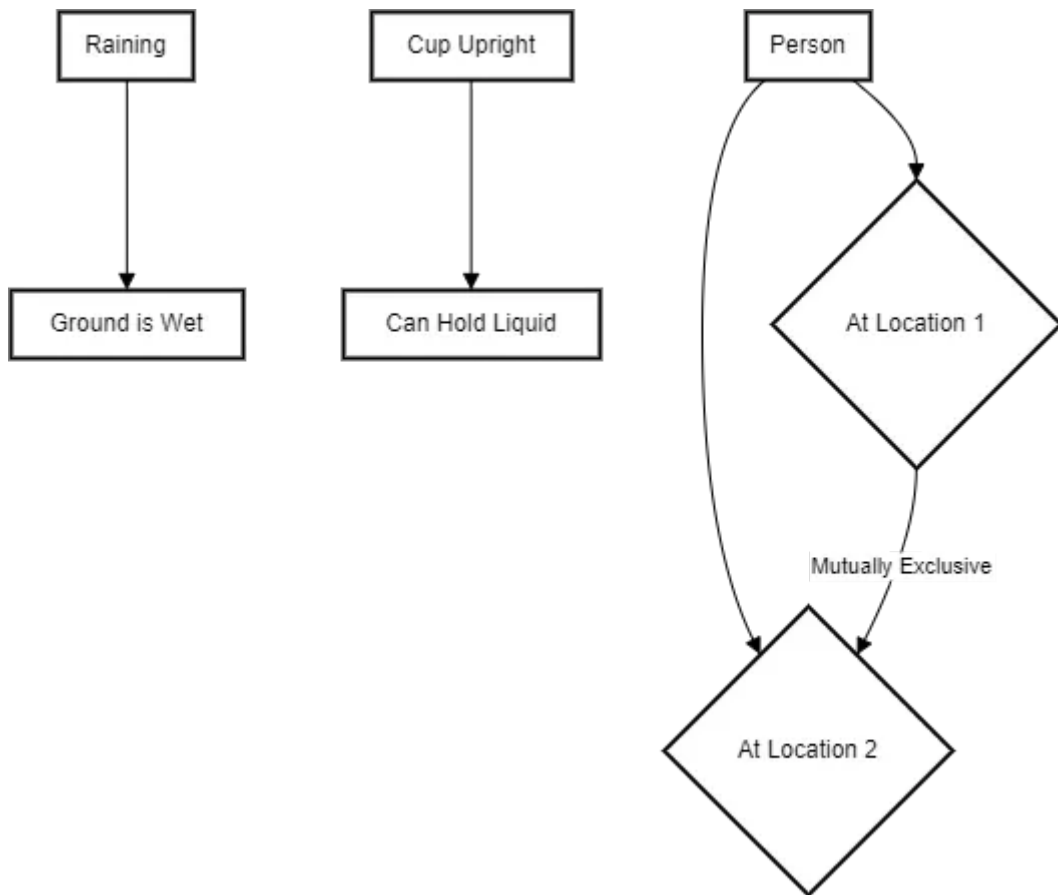 Raining
Cup Upright
Person
Ground is Wet
Can Hold Liquid
At Location 1
Mutually Exclusive
At Location 2